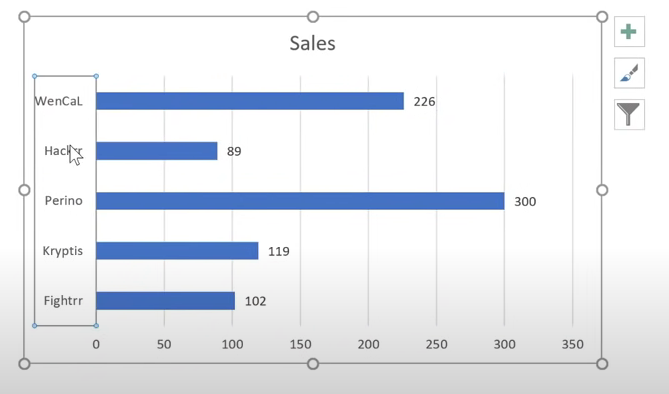 Sales
WenCaL 226
89
Perino 300
Kryptis 119
Fightrr 102
0 50 100 150 200 250 300 350